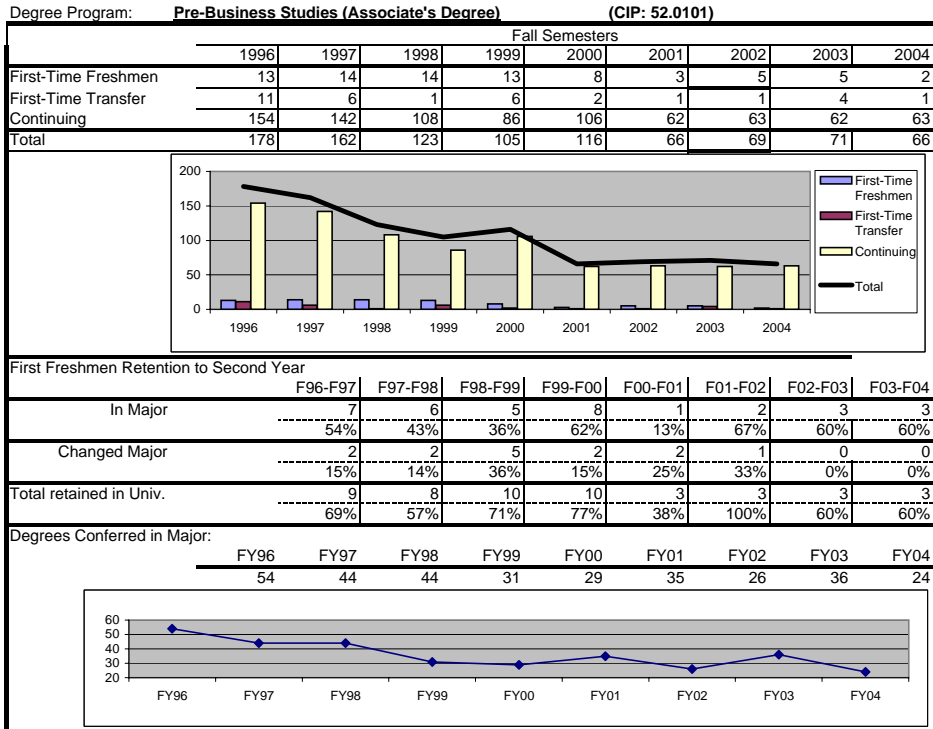 Degree Program: Pre-Business Studies (Associate's Degree) (CIP: 52.0101)
Fall Semesters
1996 1997 1998 1999 2000 2001 2002 2003 2004
First-Time Freshmen 13 14 14 13 8 3 5 5 2
First-Time Transfer 11 6 1 6 2 1 1 4 1
Continuing 154 142 108 86 106 62 63 62 63
Total 178 162 123 105 116 66 69 71 66
200
150
100
50
0
1996 1997 1998 1999 2000 2001 2002 2003 2004
First-Time
Freshmen
First-Time
Transfer
Continuing
Total
First Freshmen Retention to Second Year
F96-F97 F97-F98 F98-F99 F99-F00 F00-F01 F01-F02 F02-F03 F03-F04
In Major 7 6 5 8 1 2 3 3
54% 43% 36% 62% 13% 67% 60% 60%
Changed Major 2 2 5 2 2 1 0 0
15% 14% 36% 15% 25% 33% 0% 0%
Total retained in Univ. 9 8 10 10 3 3 3 3
69% 57% 71% 77% 38% 100% 60% 60%
Degrees Conferred in Major:
FY96 FY97 FY98 FY99 FY00 FY01 FY02 FY03 FY04
54 44 44 31 29 35 26 36 24
60
50
40
30
20
FY96 FY97 FY98 FY99 FY00 FY01 FY02 FY03 FY04